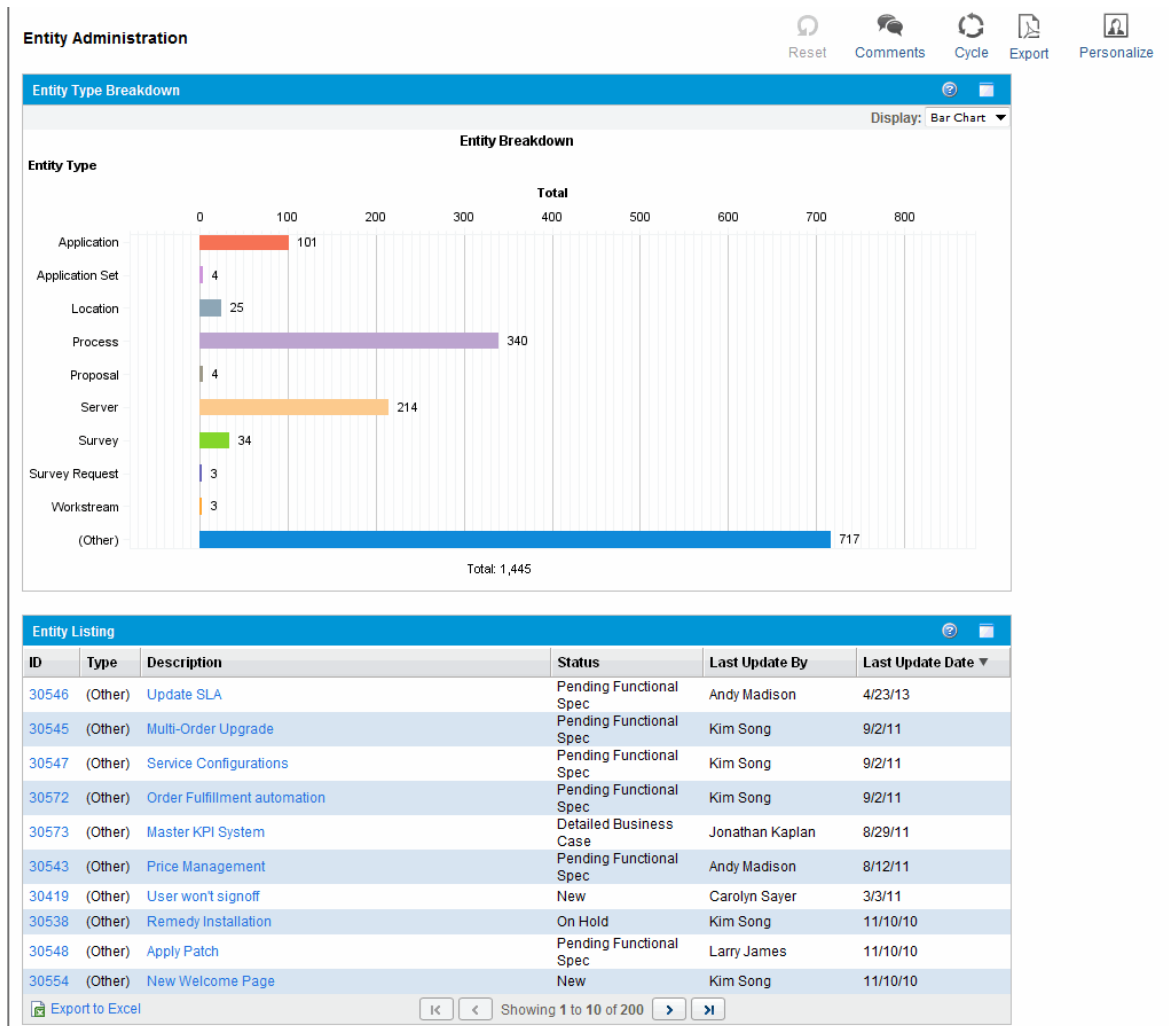 Entity Administration
Reset Comments Cycle Export Personalize
Entity Type Breakdown
Display: Bar Chart
Entity Breakdown
Entity Type
Total
0 100 200 300 400 500 600 700 800
Application 101
Application Set 4
Location 25
Process 340
Proposal 4
Server 214
Survey 34
Survey Request 3
Workstream 3
(Other) 717
Total: 1,445
Entity Listing
ID Type Description Status Last Update By Last Update Date
30546 (Other) Update SLA Pending Functional Spec Andy Madison 4/23/13
30545 (Other) Multi-Order Upgrade Pending Functional Spec Kim Song 9/2/11
30547 (Other) Service Configurations Pending Functional Spec Kim Song 9/2/11
30572 (Other) Order Fulfillment automation Pending Functional Spec Kim Song 9/2/11
30573 (Other) Master KPI System Detailed Business Case Jonathan Kaplan 8/29/11
30543 (Other) Price Management Pending Functional Spec Andy Madison 8/12/11
30419 (Other) User won't signoff New Carolyn Sayer 3/3/11
30538 (Other) Remedy Installation On Hold Kim Song 11/10/10
30548 (Other) Apply Patch Pending Functional Spec Larry James 11/10/10
30554 (Other) New Welcome Page New Kim Song 11/10/10
Export to Excel Showing 1 to 10 of 200